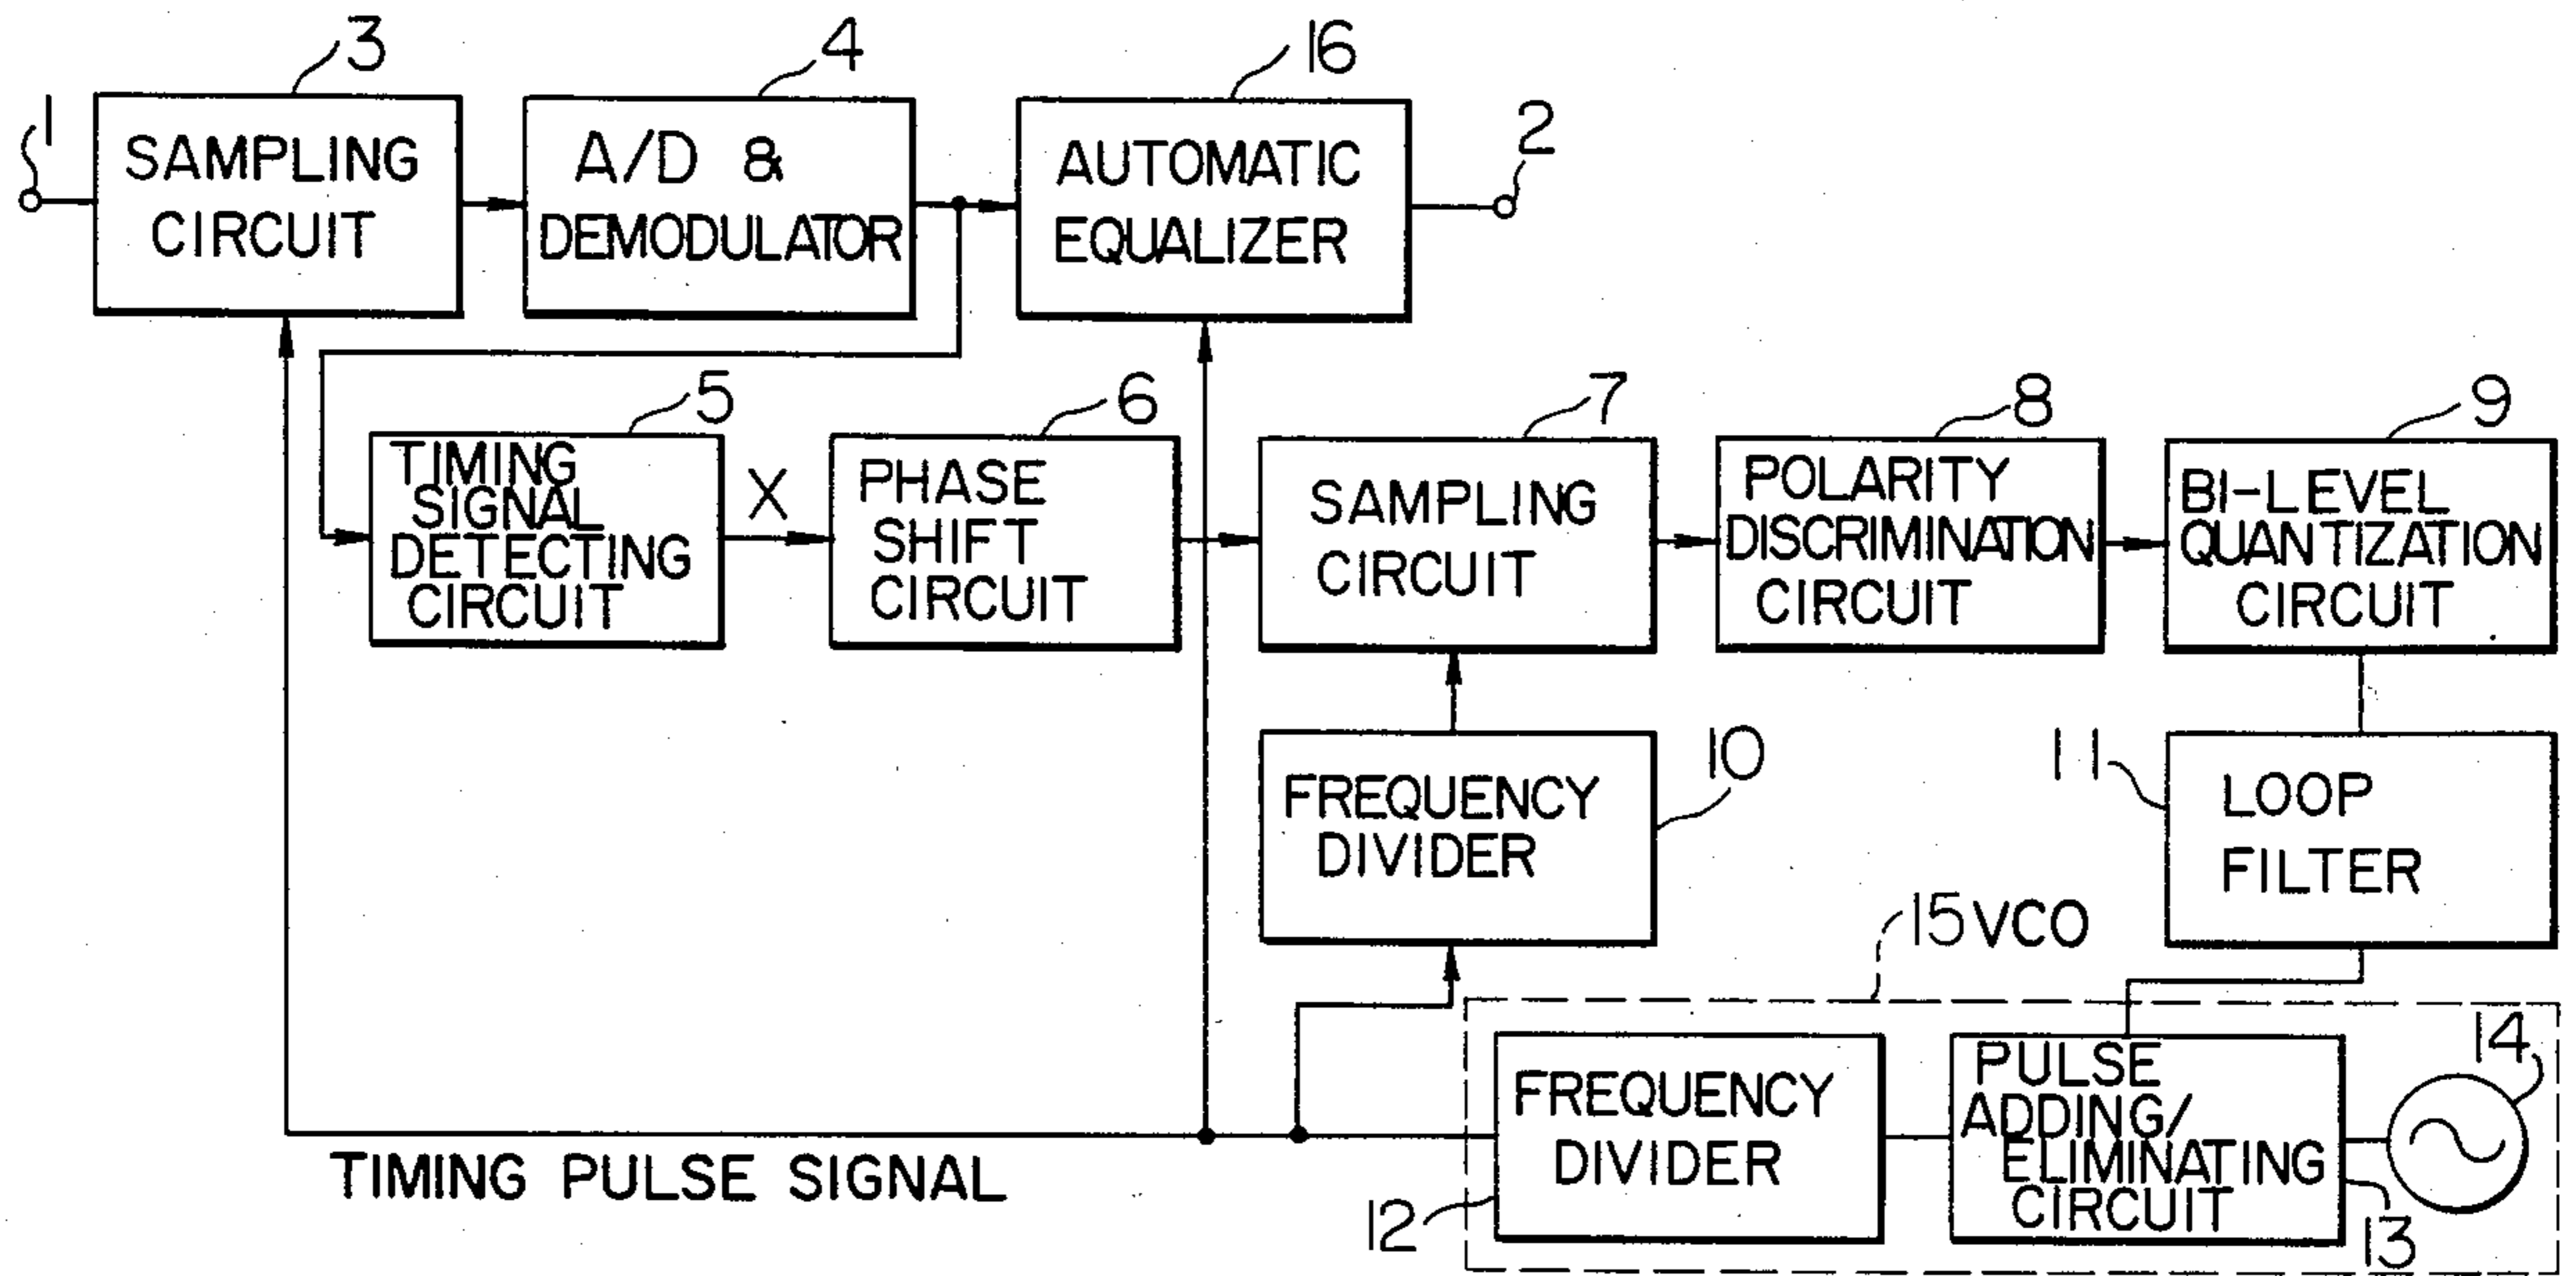 1
3
SAMPLING
CIRCUIT
4
A/D &
DEMODULATOR
16
AUTOMATIC
EQUALIZER
2
5
TIMING
SIGNAL
DETECTING
CIRCUIT
X
6
PHASE
SHIFT
CIRCUIT
7
SAMPLING
CIRCUIT
8
POLARITY
DISCRIMINATION
CIRCUIT
9
BI-LEVEL
QUANTIZATION
CIRCUIT
10
FREQUENCY
DIVIDER
11
LOOP
FILTER
15 VCO
12
FREQUENCY
DIVIDER
PULSE
ADDING/
ELIMINATING
CIRCUIT
13
14
TIMING PULSE SIGNAL